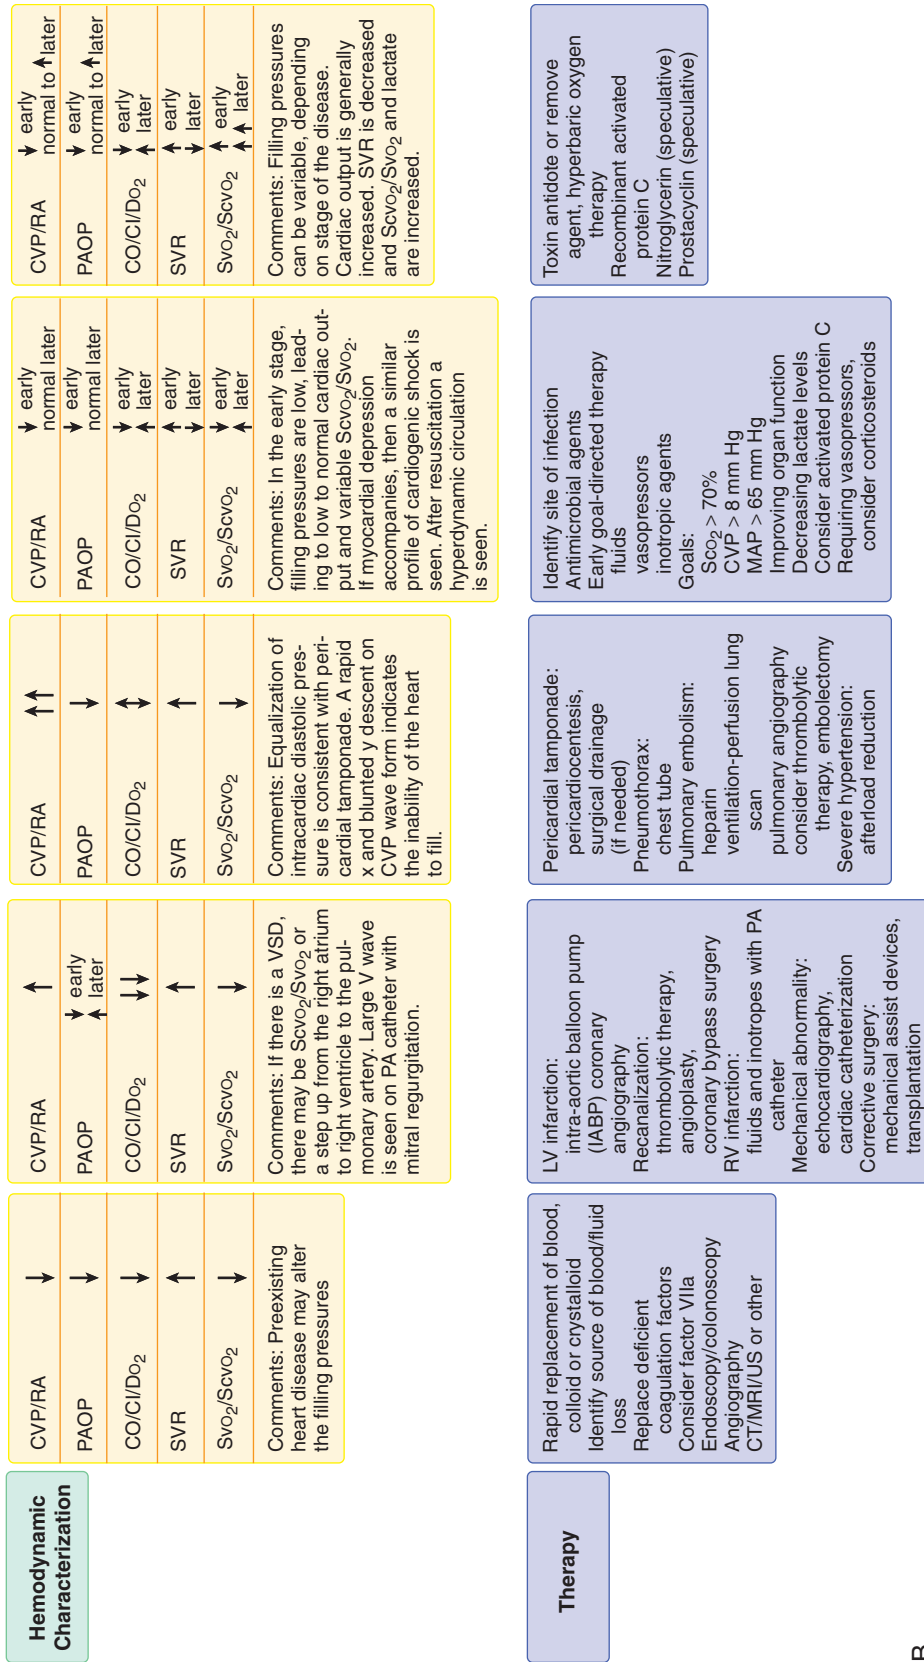 Hemodynamic
Characterization
CVP/RA ↓
PAOP ↓
CO/CI/DO₂ ↓
SVR ↑
SVO₂/SCVO₂ ↓
Comments: Preexisting
heart disease may alter
the filling pressures
CVP/RA ↑
PAOP ↓ early
↑ later
CO/CI/DO₂ ↓↓
SVR ↑
SVO₂/SCVO₂ ↓
Comments: If there is a VSD,
there may be SCVO₂/SVO₂ or
a step up from the right atrium
to right ventricle to the pul-
monary artery. Large V wave
is seen on PA catheter with
mitral regurgitation.
CVP/RA ↑↑
PAOP ↓
CO/CI/DO₂ ↕
SVR ↑
SVO₂/SCVO₂ ↓
Comments: Equalization of
intracardiac diastolic pres-
sure is consistent with peri-
cardial tamponade. A rapid
x and blunted y descent on
CVP wave form indicates
the inability of the heart
to fill.
CVP/RA ↓ early
normal later
PAOP ↓ early
normal later
CO/CI/DO₂ ↓ early
↑ later
SVR ↑ early
↓ later
SVO₂/SCVO₂ ↓ early
↑ later
Comments: In the early stage,
filling pressures are low, lead-
ing to low to normal cardiac out-
put and variable SCVO₂/SVO₂.
If myocardial depression
accompanies, then a similar
profile of cardiogenic shock is
seen. After resuscitation a
hyperdynamic circulation
is seen.
CVP/RA ↓ early
normal to ↑later
PAOP ↓ early
normal to ↑later
CO/CI/DO₂ ↓ early
↑ later
SVR ↑ early
↓ later
SVO₂/SCVO₂ ↑ early
↑↑ later
Comments: Filling pressures
can be variable, depending
on stage of the disease.
Cardiac output is generally
increased. SVR is decreased
and SCVO₂/SVO₂ and lactate
are increased.
Therapy
Rapid replacement of blood,
colloid or crystalloid
Identify source of blood/fluid
loss
Replace deficient
coagulation factors
Consider factor VIIa
Endoscopy/colonoscopy
Angiography
CT/MRI/US or other
LV infarction:
intra-aortic balloon pump
(IABP) coronary
angiography
Recanalization:
thrombolytic therapy,
angioplasty,
coronary bypass surgery
RV infarction:
fluids and inotropes with PA
catheter
Mechanical abnormality:
echocardiography,
cardiac catheterization
Corrective surgery:
mechanical assist devices,
transplantation
Pericardial tamponade:
pericardiocentesis,
surgical drainage
(if needed)
Pneumothorax:
chest tube
Pulmonary embolism:
heparin
ventilation-perfusion lung
scan
pulmonary angiography
consider thrombolytic
therapy, embolectomy
Severe hypertension:
afterload reduction
Identify site of infection
Antimicrobial agents
Early goal-directed therapy
fluids
vasopressors
inotropic agents
Goals:
SCO₂ > 70%
CVP > 8 mm Hg
MAP > 65 mm Hg
Improving organ function
Decreasing lactate levels
Consider activated protein C
Requiring vasopressors,
consider corticosteroids
Toxin antidote or remove
agent, hyperbaric oxygen
therapy
Recombinant activated
protein C
Nitroglycerin (speculative)
Prostacyclin (speculative)
B